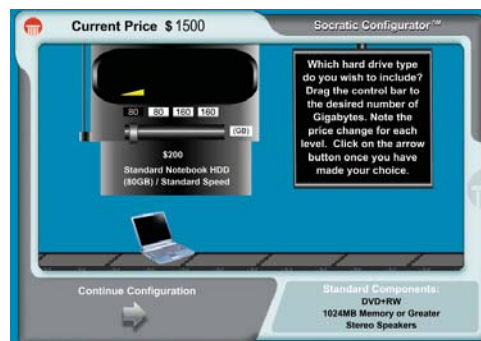 Current Price $ 1500
Socratic Configurator™
Which hard drive type
do you wish to include?
Drag the control bar to
the desired number of
Gigabytes. Note the
price change for each
level. Click on the arrow
button once you have
made your choice.
80 80 160 160
(GB)
$200
Standard Notebook HDD
(80GB) / Standard Speed
Continue Configuration
Standard Components:
DVD+RW
1024MB Memory or Greater
Stereo Speakers